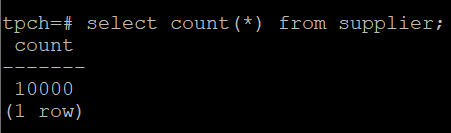 tpch=# select count(*) from supplier;
count
-------
10000
(1 row)